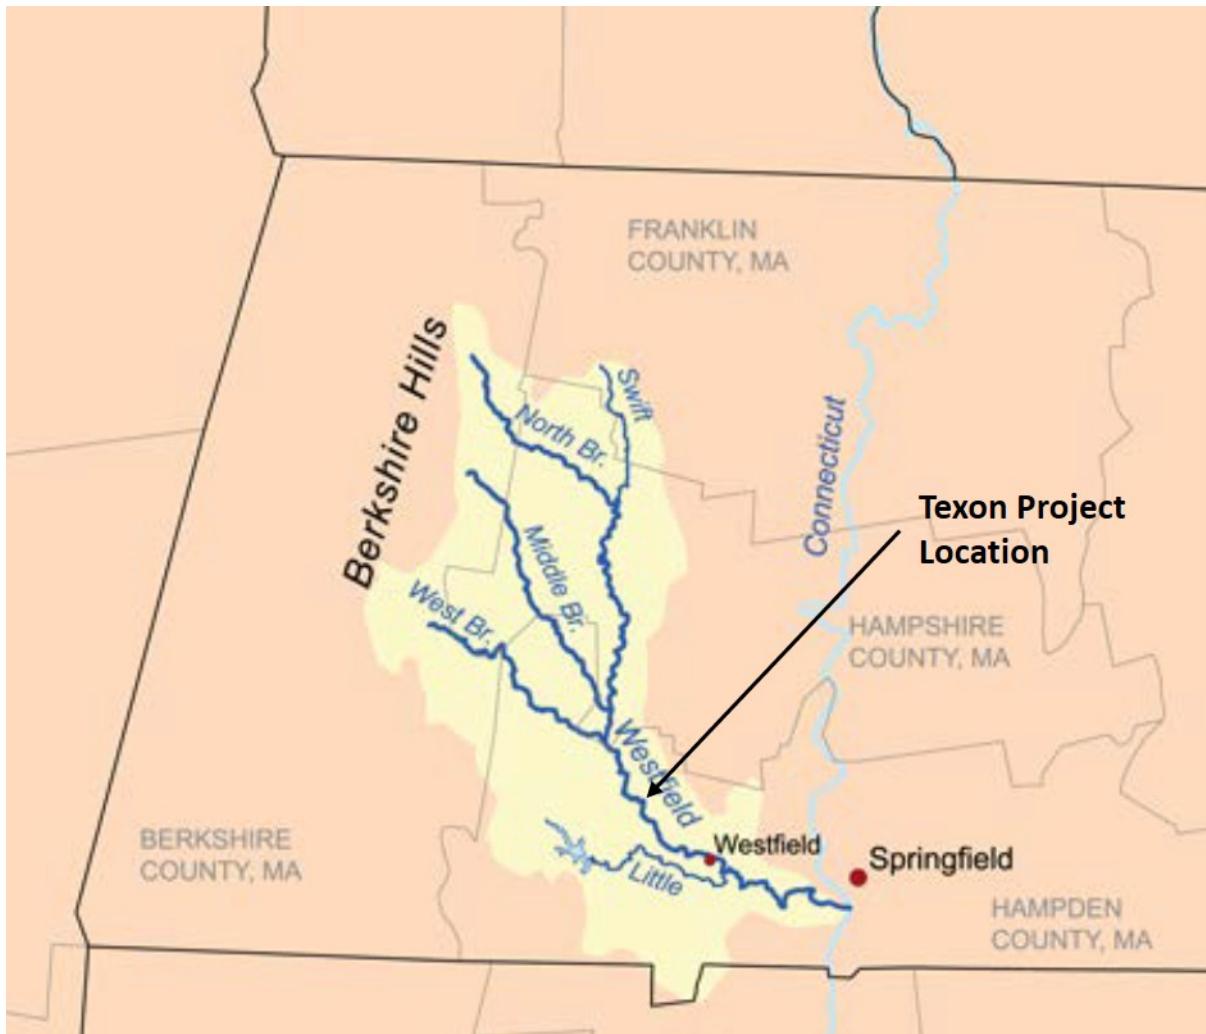 FRANKLIN
COUNTY, MA
Berkshire Hills
Swift
North Br.
Connecticut
Texon Project
Location
Middle Br.
West Br.
HAMPSHIRE
COUNTY, MA
Westfield
BERKSHIRE
COUNTY, MA
Westfield
Springfield
Little
HAMPDEN
COUNTY, MA